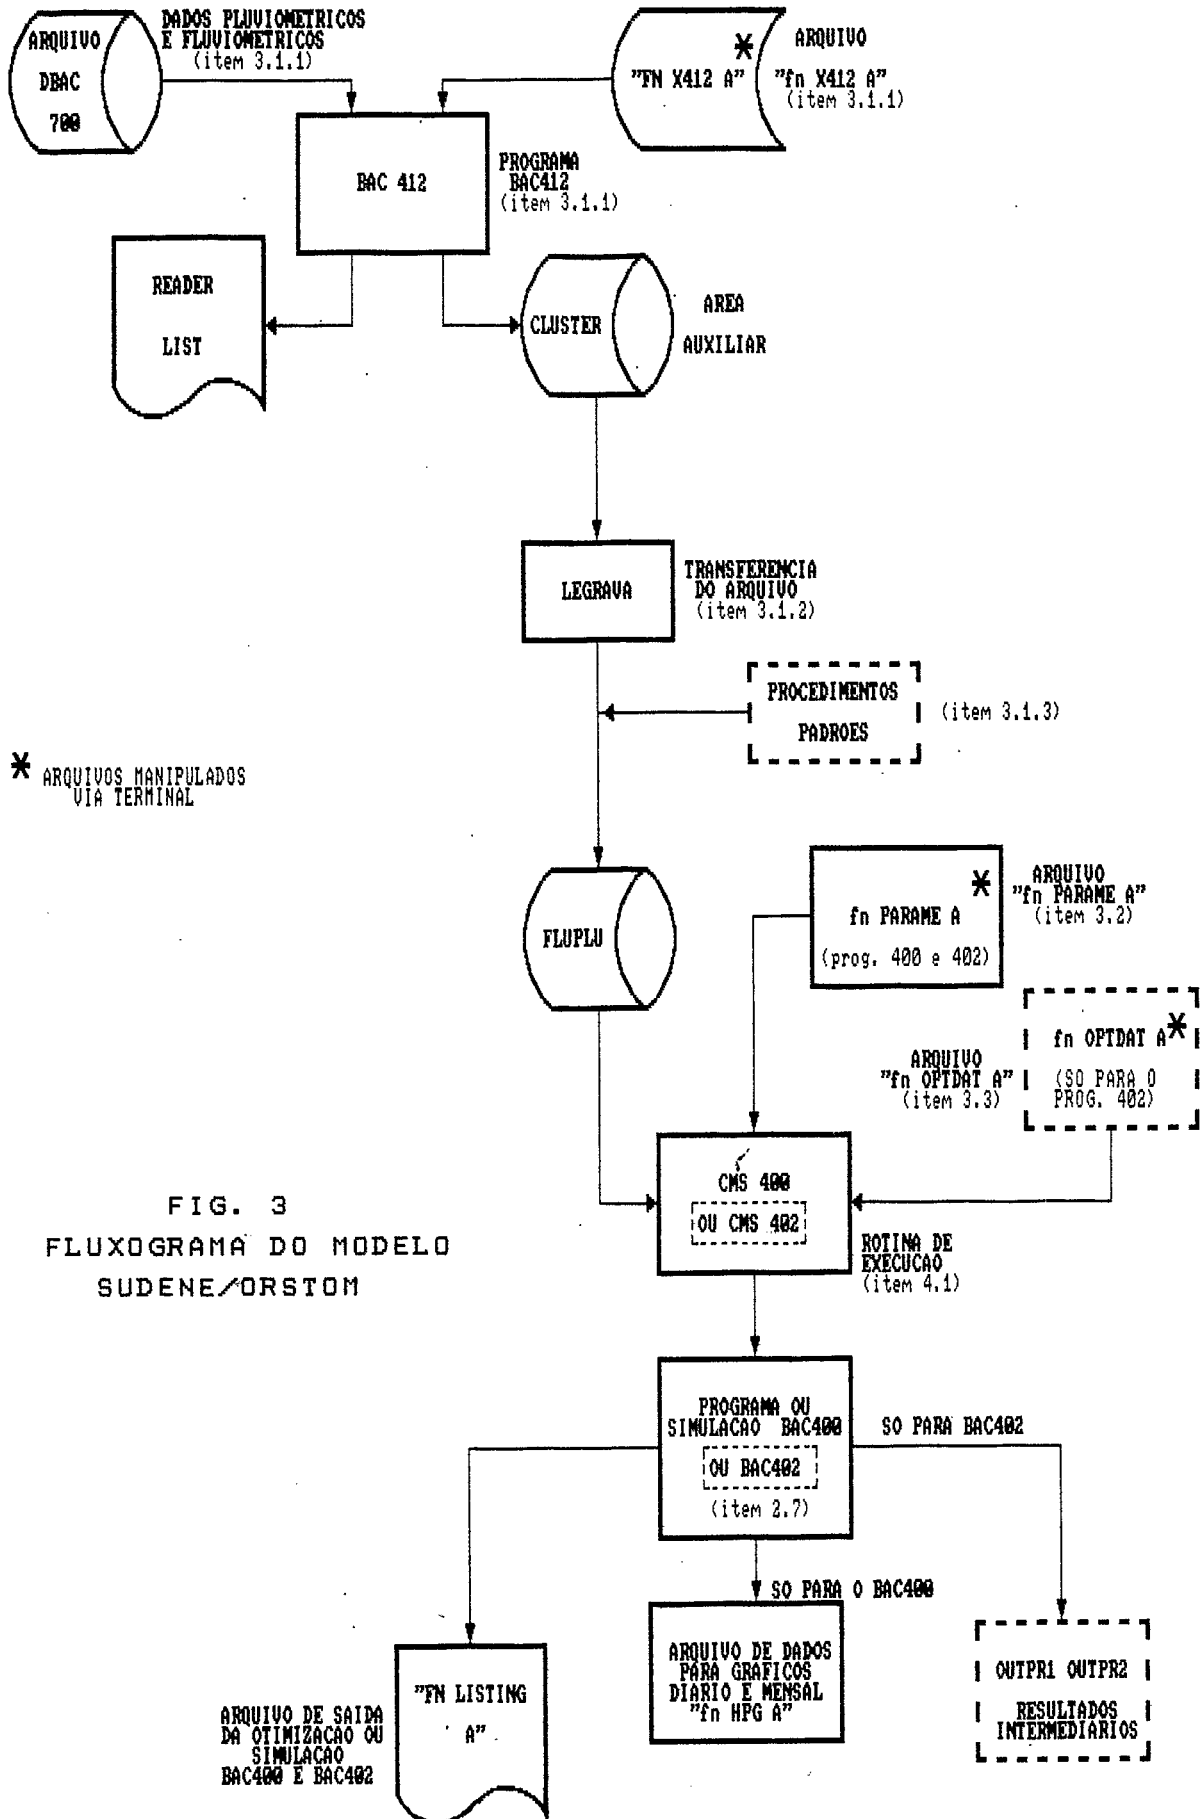 ARQUIVO
DBAC
700
DADOS PLUVIOMETRICOS
E FLUVIOMETRICOS
(item 3.1.1)
"FN X412 A"
*
ARQUIVO
"fn X412 A"
(item 3.1.1)
BAC 412
PROGRAMA
BAC412
(item 3.1.1)
READER
LIST
CLUSTER
AREA
AUXILIAR
LEGRAVA
TRANSFERENCIA
DO ARQUIVO
(item 3.1.2)
PROCEDIMENTOS
PADROES
(item 3.1.3)
* ARQUIVOS MANIPULADOS
VIA TERMINAL
FLUPLU
*
fn PARAME A
(prog. 400 e 402)
ARQUIVO
"fn PARAME A"
(item 3.2)
ARQUIVO
"fn OPTDAT A"
(item 3.3)
fn OPTDAT A *
(SO PARA O
PROG. 402)
CMS 400
OU CMS 402
ROTINA DE
EXECUCAO
(item 4.1)
FIG. 3
FLUXOGRAMA DO MODELO
SUDENE/ORSTOM
PROGRAMA OU
SIMULACAO BAC400
OU BAC402
(item 2.7)
SO PARA BAC402
SO PARA O BAC400
ARQUIVO DE SAIDA
DA OTIMIZACAO OU
SIMULACAO
BAC400 E BAC402
"FN LISTING
A"
ARQUIVO DE DADOS
PARA GRAFICOS
DIARIO E MENSAL
"fn HPG A"
OUTPR1 OUTPR2
RESULTADOS
INTERMEDIARIOS